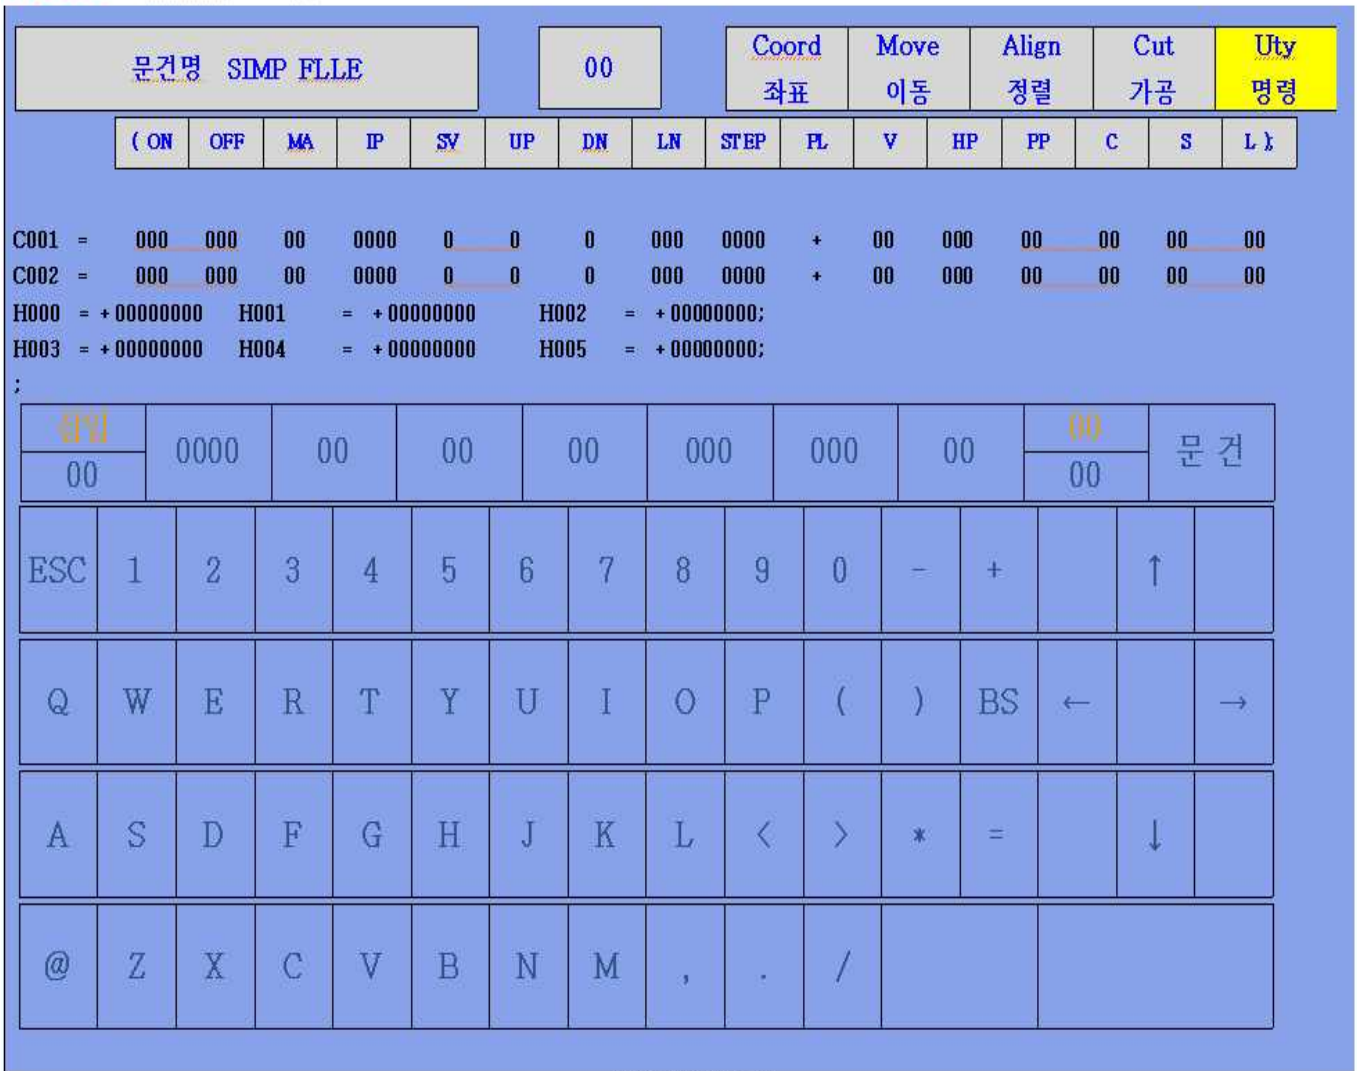 문건명 SIMP FLLE 00 Coord Move Align Cut Uty
좌표 이동 정렬 가공 명령
( ON OFF MA IP SV UP DN LN STEP PL V HP PP C S L );
C001 = 000 000 00 0000 0 0 0 000 0000 + 00 000 00 00 00 00
C002 = 000 000 00 0000 0 0 0 000 0000 + 00 000 00 00 00 00
H000 = +00000000 H001 = +00000000 H002 = +00000000;
H003 = +00000000 H004 = +00000000 H005 = +00000000;
;
00
0000 00 00 00 000 000 00 문 건
00 00
ESC 1 2 3 4 5 6 7 8 9 0 - + ↑
Q W E R T Y U I O P ( ) BS ← →
A S D F G H J K L < > * = ↓
@ Z X C V B N M , . /